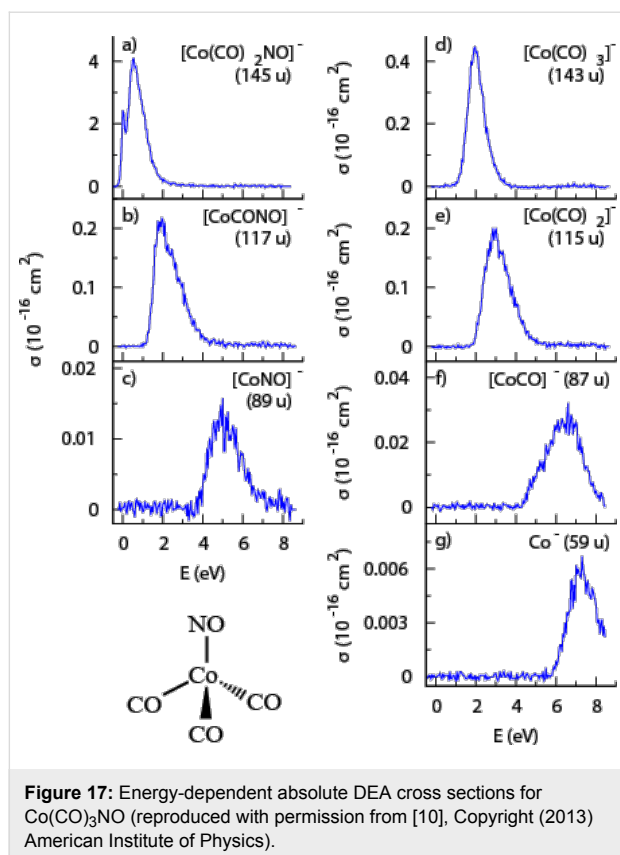 a) [Co(CO) 2NO]-
(145 u)
4
2
0
b) [CoCONO]-
(117 u)
0.2
0.1
0
σ (10-16 cm2)
0.02
c) [CoNO]-
(89 u)
0.01
0
0 2 4 6 8
E (eV)
d) [Co(CO) 3]-
(143 u)
0.4
0.2
0
σ (10-16 cm2)
e) [Co(CO) 2]-
(115 u)
0.2
0.1
0
σ (10-16 cm2)
0.04
f) [CoCO]- (87 u)
0.02
0
σ (10-16 cm2)
g) Co- (59 u)
0.006
0.003
0
σ (10-16 cm2)
0 2 4 6 8
E (eV)
NO
Co
CO CO
CO
Figure 17: Energy-dependent absolute DEA cross sections for
Co(CO)3NO (reproduced with permission from [10], Copyright (2013)
American Institute of Physics).